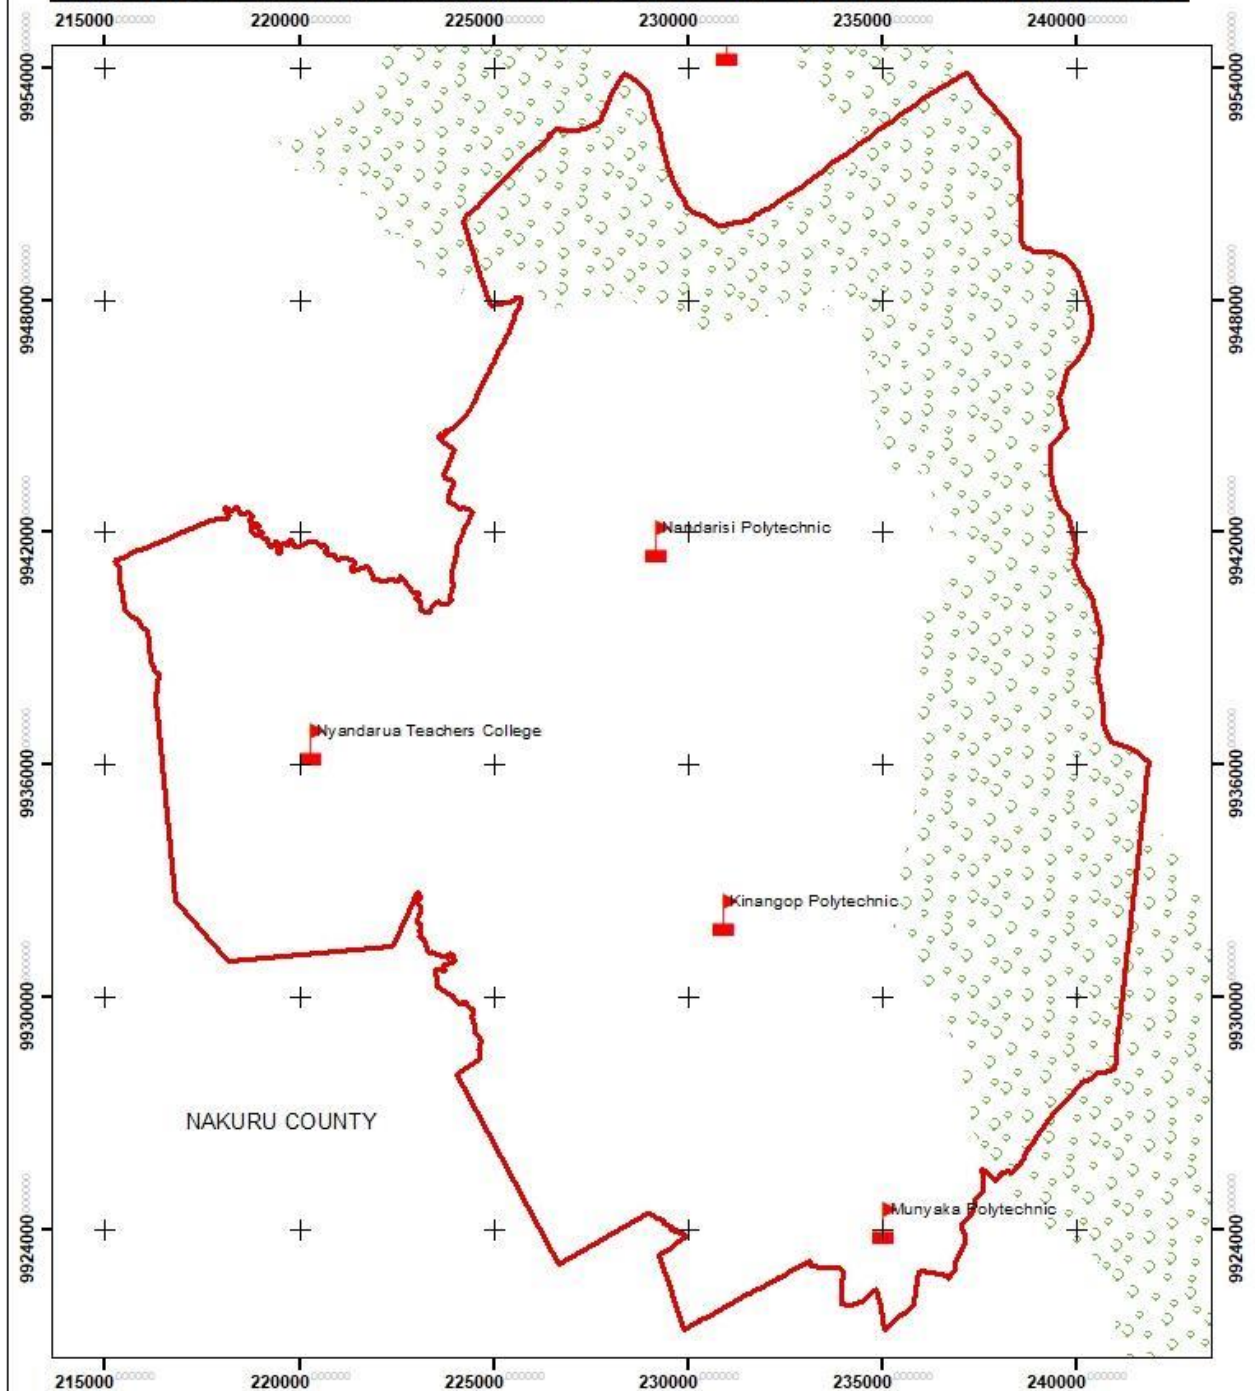 215000 220000 225000 230000 235000 240000
9954000 9954000
9948000 9948000
9942000 9942000
Nandarisi Polytechnic
Nyandarua Teachers College
9936000 9936000
Kinangop Polytechnic
9930000 9930000
NAKURU COUNTY
Munyaka Polytechnic
9924000 9924000
215000 220000 225000 230000 235000 240000